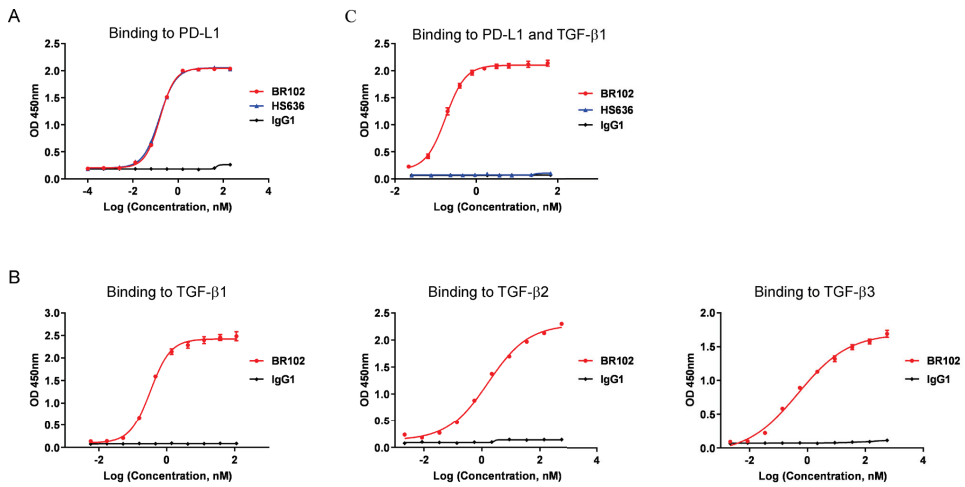 A
Binding to PD-L1
OD 450nm
2.5
2.0
1.5
1.0
0.5
0.0
-4
-2
0
2
4
Log (Concentration, nM)
BR102
HS636
IgG1
C
Binding to PD-L1 and TGF-β1
OD 450nm
2.5
2.0
1.5
1.0
0.5
0.0
-2
0
2
Log (Concentration, nM)
BR102
HS636
IgG1
B
Binding to TGF-β1
OD 450nm
3.0
2.5
2.0
1.5
1.0
0.5
0.0
-2
0
2
Log (Concentration, nM)
BR102
IgG1
Binding to TGF-β2
OD 450nm
2.5
2.0
1.5
1.0
0.5
0.0
-2
0
2
4
Log (Concentration, nM)
BR102
IgG1
Binding to TGF-β3
OD 450nm
2.0
1.5
1.0
0.5
0.0
-2
0
2
4
Log (Concentration, nM)
BR102
IgG1